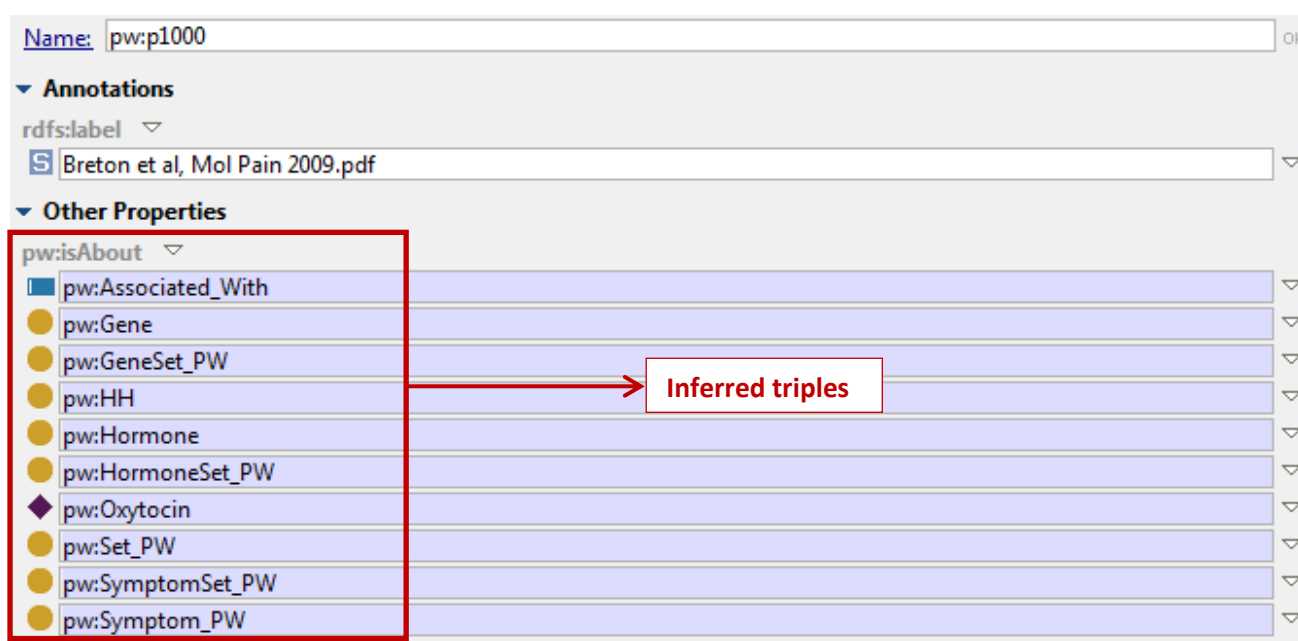 Name: pw:p1000
Annotations
rdfs:label
S Breton et al, Mol Pain 2009.pdf
Other Properties
pw:isAbout
pw:Associated_With
pw:Gene
pw:GeneSet_PW
pw:HH
Inferred triples
pw:Hormone
pw:HormoneSet_PW
pw:Oxytocin
pw:Set_PW
pw:SymptomSet_PW
pw:Symptom_PW